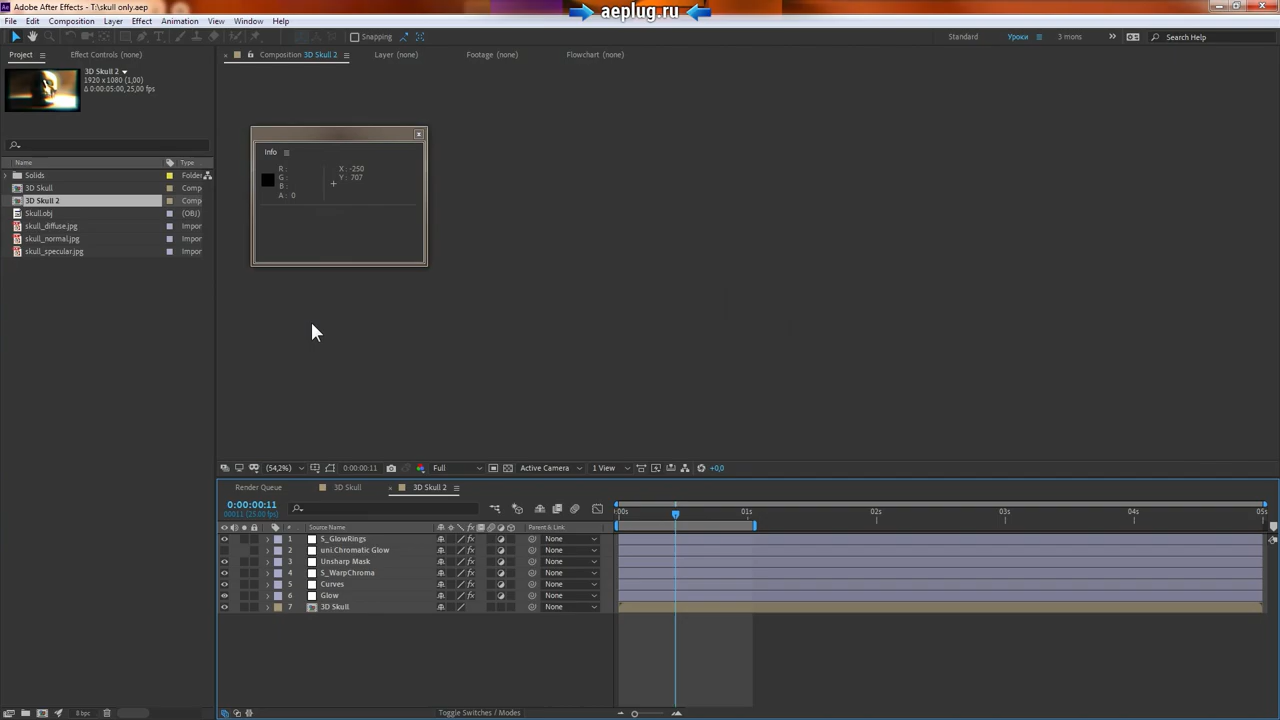 Adobe After Effects - T:\skull only.aep
aeplug.ru
File Edit Composition Layer Effect Animation View Window Help
Snapping
Standard Уроки 3 mons Search Help
Project Effect Controls (none)
Composition 3D Skull 2 Layer (none) Footage (none) Flowchart (none)
3D Skull 2
1920 x 1080 (1,00)
Δ 0:00:05:00, 25,00 fps
Name Type
Solids Folder
3D Skull Compo
3D Skull 2 Compo
Skull.obj (OBJ)
skull_diffuse.jpg Impor
skull_normal.jpg Impor
skull_specular.jpg Impor
Info
R :
G :
B :
A : 0
X : -250
Y : 707
(54,2%) 0:00:00:11 Full Active Camera 1 View +0,0
Render Queue 3D Skull 3D Skull 2
0:00:00:11
00011 (25.00 fps)
# Source Name Parent & Link
:00s 01s 02s 03s 04s 05s
1 S_GlowRings None
2 uni.Chromatic Glow None
3 Unsharp Mask None
4 S_WarpChroma None
5 Curves None
6 Glow None
7 3D Skull None
8 bpc
Toggle Switches / Modes